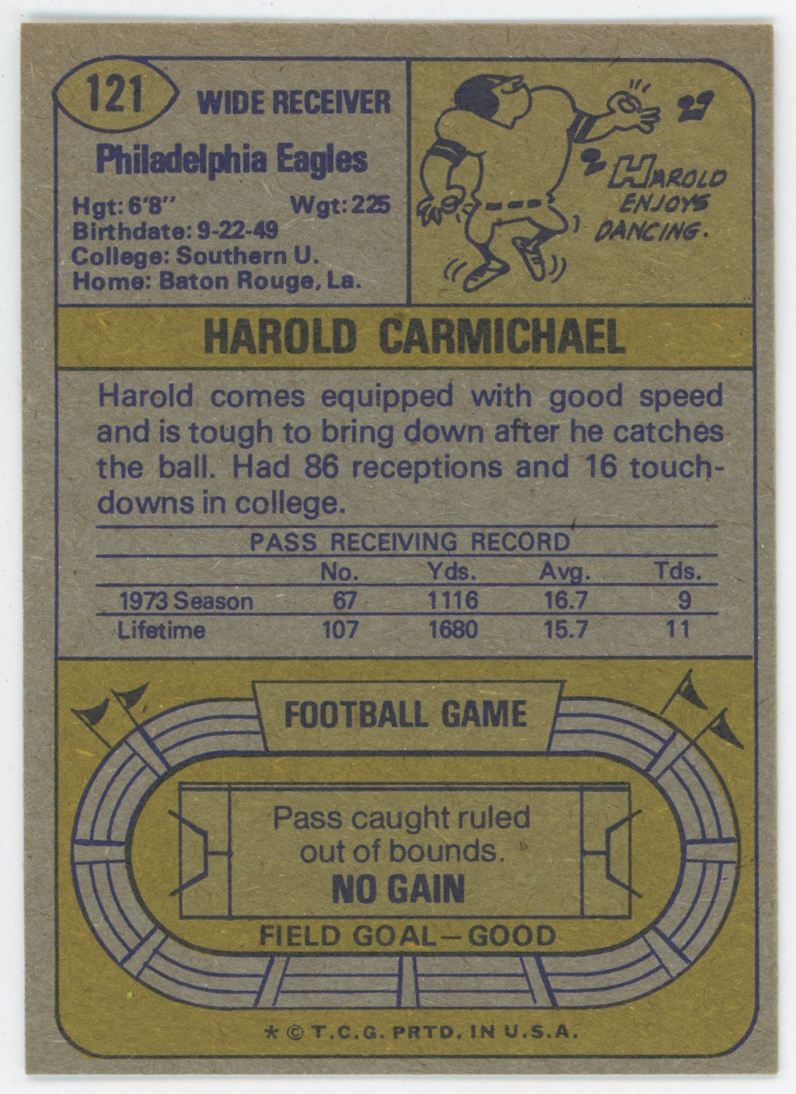 121
WIDE RECEIVER
Philadelphia Eagles
Hgt: 6'8" Wgt: 225
Birthdate: 9-22-49
College: Southern U.
Home: Baton Rouge, La.
HAROLD
ENJOYS
DANCING.
HAROLD CARMICHAEL
Harold comes equipped with good speed
and is tough to bring down after he catches
the ball. Had 86 receptions and 16 touch-
downs in college.
PASS RECEIVING RECORD
No. Yds. Avg. Tds.
1973 Season 67 1116 16.7 9
Lifetime 107 1680 15.7 11
FOOTBALL GAME
Pass caught ruled
out of bounds.
NO GAIN
FIELD GOAL—GOOD
* © T.C.G. PRTD. IN U.S.A.